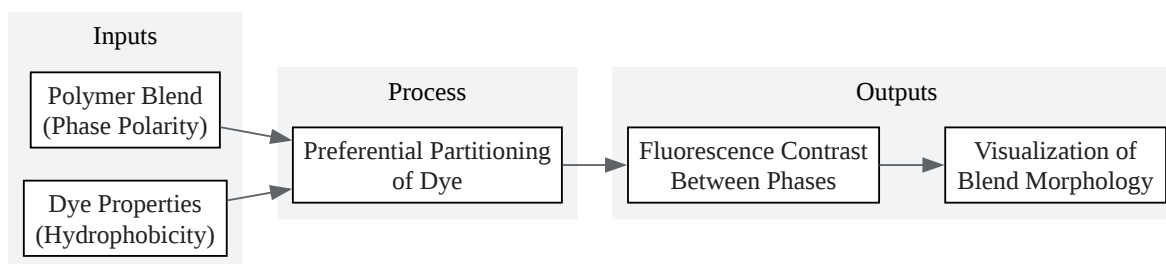 Inputs
Polymer Blend
(Phase Polarity)
Dye Properties
(Hydrophobicity)
Process
Preferential Partitioning
of Dye
Outputs
Fluorescence Contrast
Between Phases
Visualization of
Blend Morphology